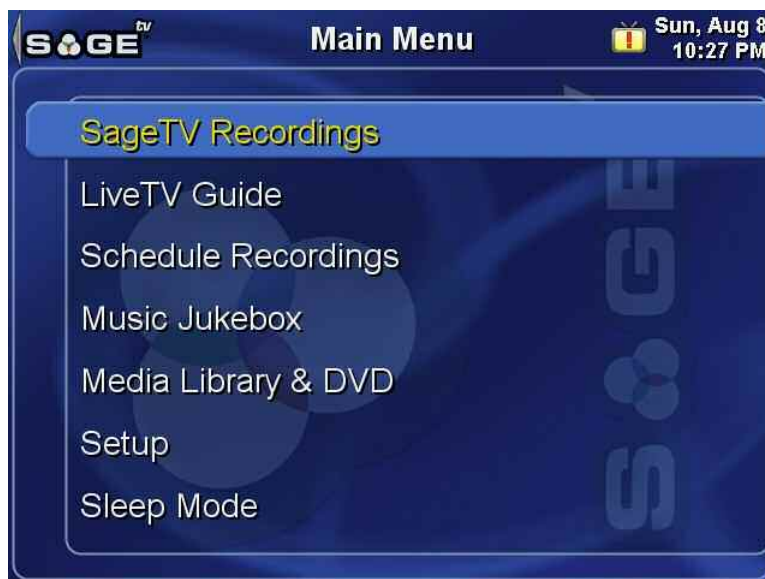 SAGE tv
Main Menu
Sun, Aug 8
10:27 PM
SageTV Recordings
LiveTV Guide
Schedule Recordings
Music Jukebox
Media Library & DVD
Setup
Sleep Mode
SAGE